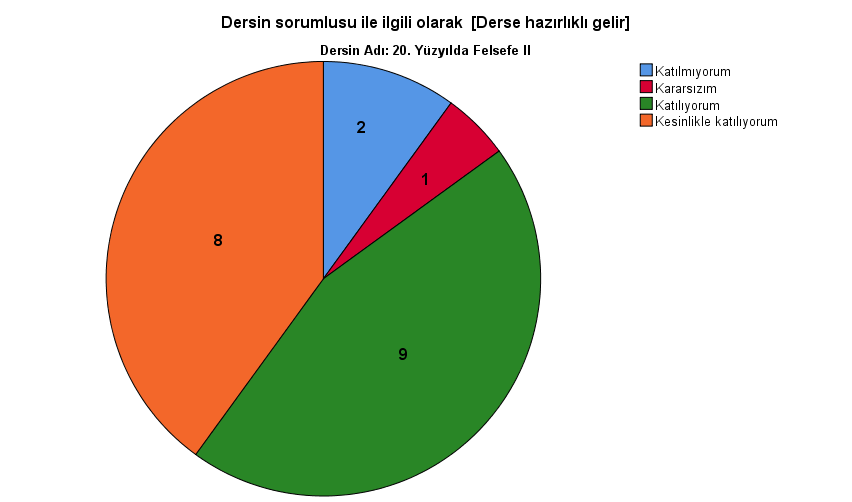 Dersin sorumlusu ile ilgili olarak  [Derse hazırlıklı gelir]
Dersin Adı: 20. Yüzyılda Felsefe II
Katılmıyorum
Kararsızım
Katılıyorum
Kesinlikle katılıyorum
2
1
8
9